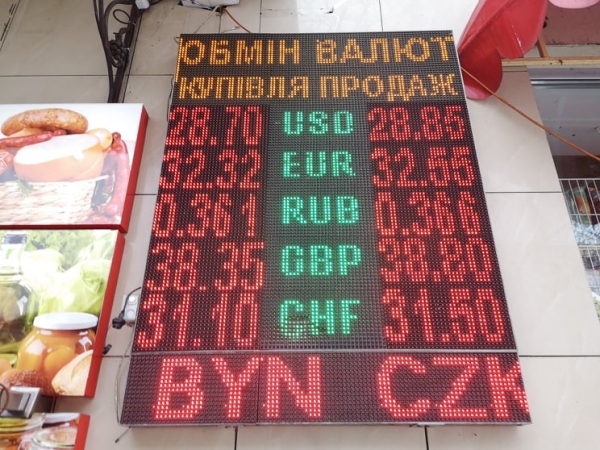 ОБМІН ВАЛЮТ
КУПІВЛЯ ПРОДАЖ
28.70 USD 28.85
32.32 EUR 32.55
0.361 RUB 0.366
38.35 GBP 38.80
31.10 CHF 31.50
BYN CZK